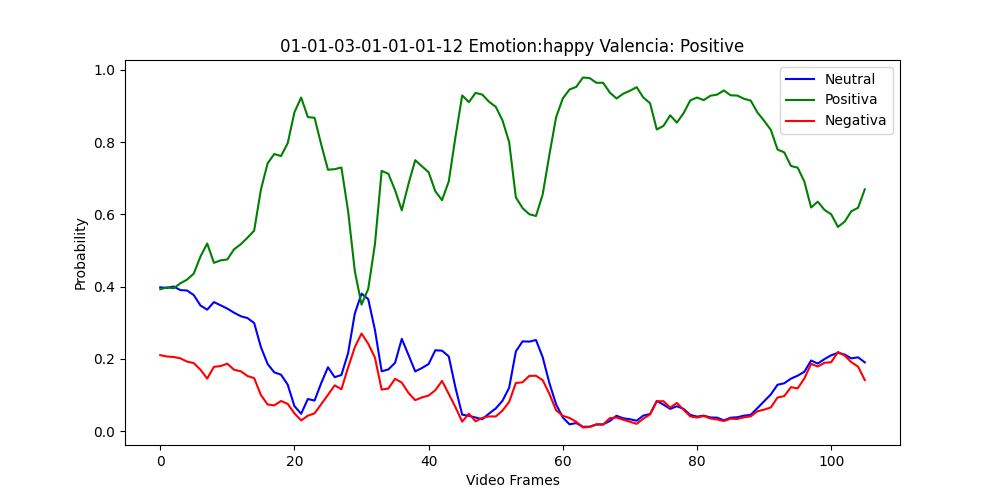 01-01-03-01-01-01-12 Emotion:happy Valencia: Positive
1.0
0.8
0.6
0.4
0.2
0.0
Probability
Neutral
Positiva
Negativa
0 20 40 60 80 100
Video Frames